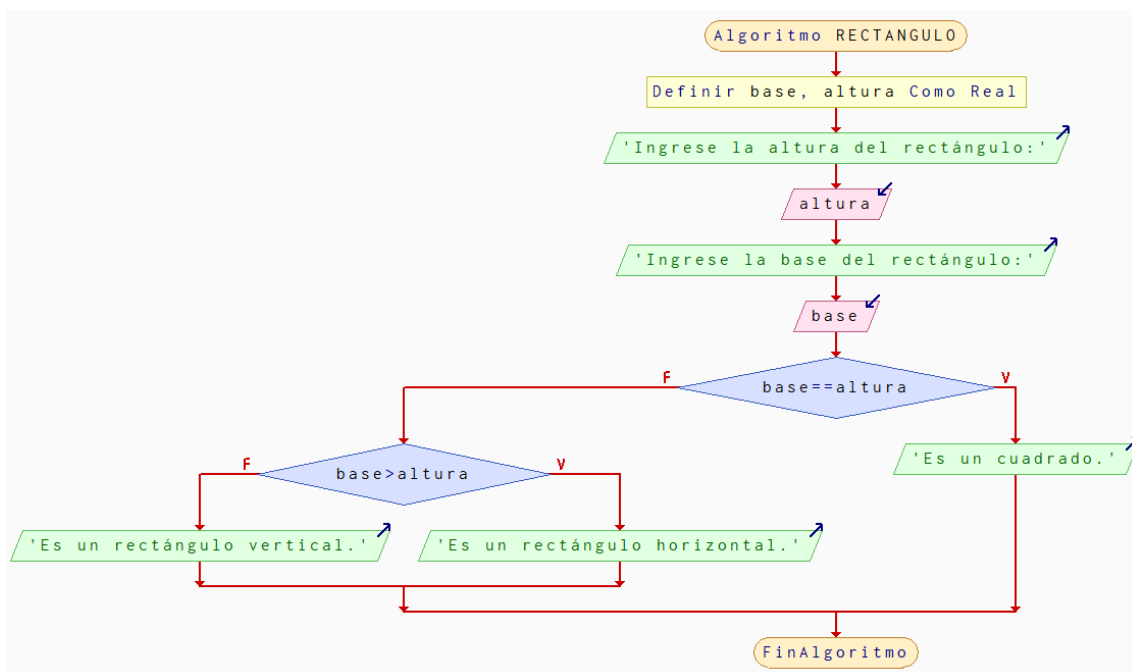 Algoritmo RECTANGULO
Definir base, altura Como Real
'Ingrese la altura del rectángulo:'
altura
'Ingrese la base del rectángulo:'
base
base==altura
F
V
base>altura
F
V
'Es un cuadrado.'
'Es un rectángulo vertical.'
'Es un rectángulo horizontal.'
FinAlgoritmo